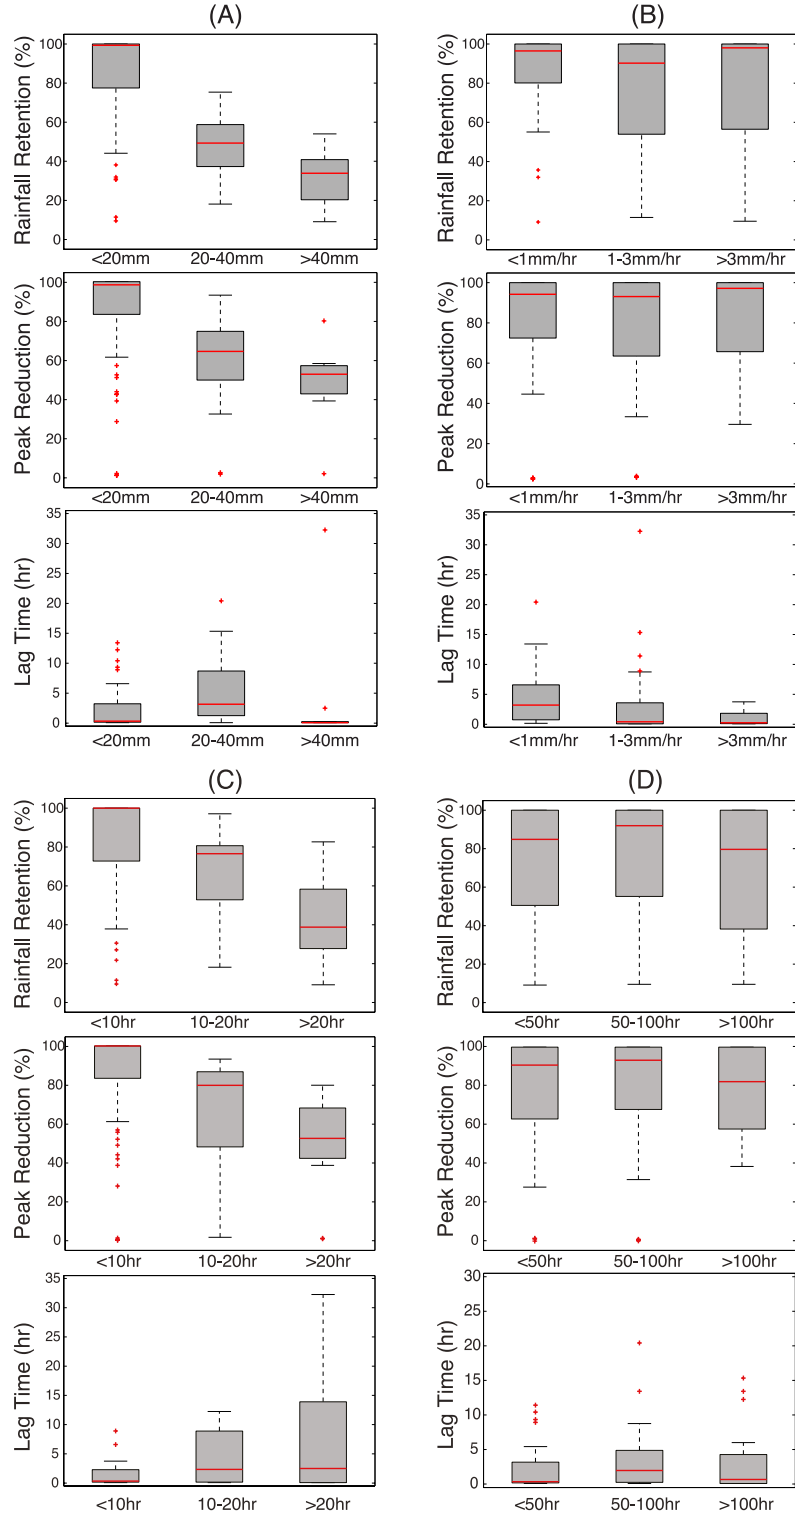 (A)
Rainfall Retention (%)
100
80
60
40
20
0
<20mm 20-40mm >40mm
Peak Reduction (%)
100
80
60
40
20
0
<20mm 20-40mm >40mm
Lag Time (hr)
35
30
25
20
15
10
5
0
<20mm 20-40mm >40mm
(B)
Rainfall Retention (%)
100
80
60
40
20
0
<1mm/hr 1-3mm/hr >3mm/hr
Peak Reduction (%)
100
80
60
40
20
0
<1mm/hr 1-3mm/hr >3mm/hr
Lag Time (hr)
35
30
25
20
15
10
5
0
<1mm/hr 1-3mm/hr >3mm/hr
(C)
Rainfall Retention (%)
100
80
60
40
20
0
<10hr 10-20hr >20hr
Peak Reduction (%)
100
80
60
40
20
0
<10hr 10-20hr >20hr
Lag Time (hr)
35
30
25
20
15
10
5
0
<10hr 10-20hr >20hr
(D)
Rainfall Retention (%)
100
80
60
40
20
0
<50hr 50-100hr >100hr
Peak Reduction (%)
100
80
60
40
20
0
<50hr 50-100hr >100hr
Lag Time (hr)
30
25
20
15
10
5
0
<50hr 50-100hr >100hr